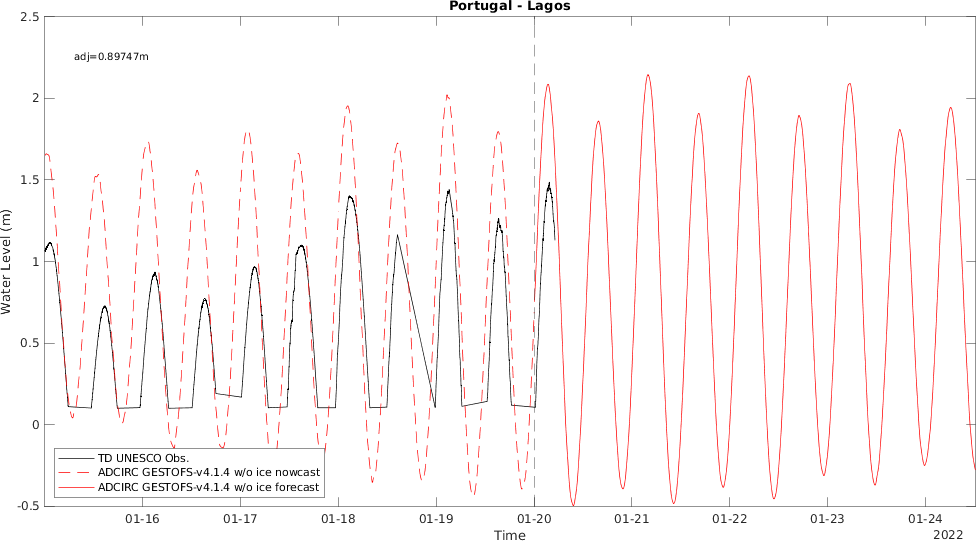 Portugal - Lagos
adj=0.89747m
2.5
2
1.5
1
0.5
0
-0.5
Water Level (m)
TD UNESCO Obs.
ADCIRC GESTOFS-v4.1.4 w/o ice nowcast
ADCIRC GESTOFS-v4.1.4 w/o ice forecast
01-16 01-17 01-18 01-19 01-20 01-21 01-22 01-23 01-24
Time
2022